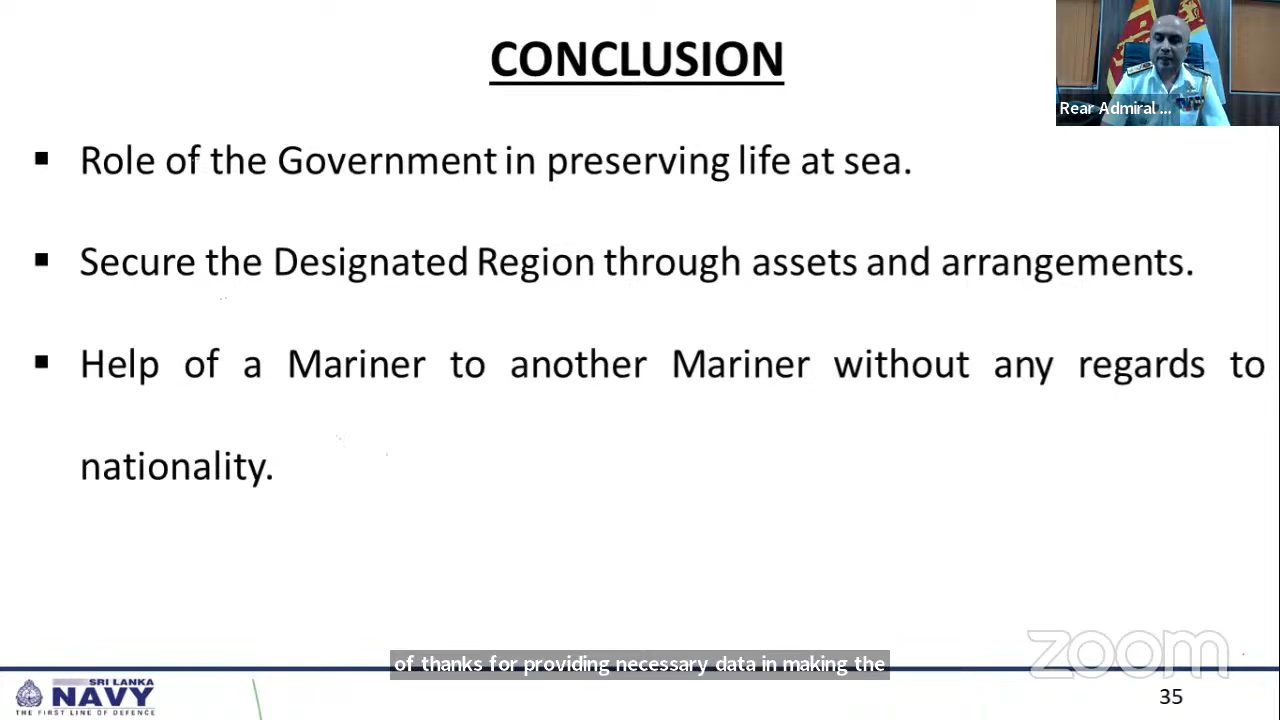 CONCLUSION
Rear Admiral ...
▪ Role of the Government in preserving life at sea.
▪ Secure the Designated Region through assets and arrangements.
▪ Help of a Mariner to another Mariner without any regards to
nationality.
zoom
of thanks for providing necessary data in making the
SRI LANKA
NAVY
THE FIRST LINE OF DEFENCE
35